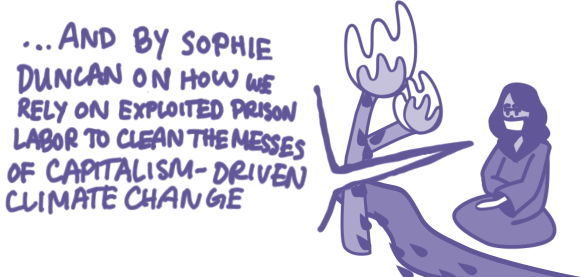 ...AND BY SOPHIE
DUNCAN ON HOW WE
RELY ON EXPLOITED PRISON
LABOR TO CLEAN THE MESSES
OF CAPITALISM-DRIVEN
CLIMATE CHANGE